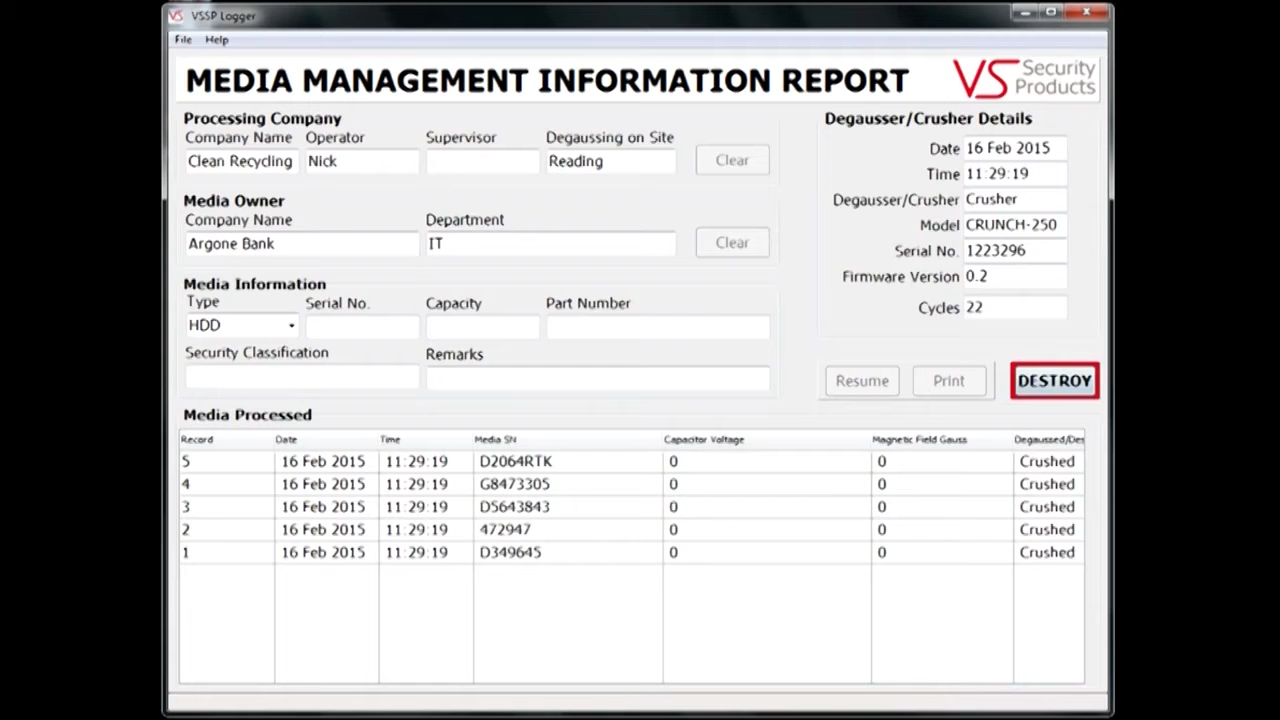 VS VSSP Logger
File Help
MEDIA MANAGEMENT INFORMATION REPORT
VS Security Products
Processing Company
Company Name Operator Supervisor Degaussing on Site
Clean Recycling Nick Reading Clear
Media Owner
Company Name Department
Argone Bank IT Clear
Media Information
Type Serial No. Capacity Part Number
HDD
Security Classification Remarks
Degausser/Crusher Details
Date 16 Feb 2015
Time 11:29:19
Degausser/Crusher Crusher
Model CRUNCH-250
Serial No. 1223296
Firmware Version 0.2
Cycles 22
Resume Print DESTROY
Media Processed
Record Date Time Media SN Capacitor Voltage Magnetic Field Gauss Degaussed/Des
5 16 Feb 2015 11:29:19 D2064RTK 0 0 Crushed
4 16 Feb 2015 11:29:19 G8473305 0 0 Crushed
3 16 Feb 2015 11:29:19 D5643843 0 0 Crushed
2 16 Feb 2015 11:29:19 472947 0 0 Crushed
1 16 Feb 2015 11:29:19 D349645 0 0 Crushed